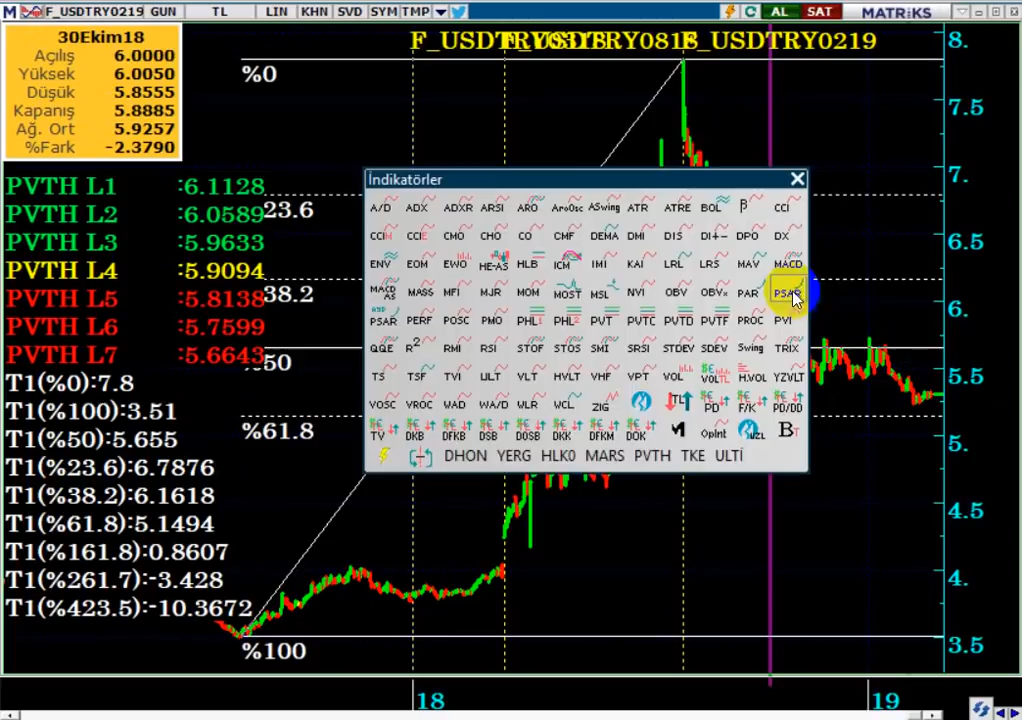 F_USDTRY0219 GUN TL LIN KHN SVD SYM TMP AL SAT MATRiKS
30Ekim18
Açılış 6.0000
Yüksek 6.0050
Düşük 5.8555
Kapanış 5.8885
Ağ. Ort 5.9257
%Fark -2.3790
F_USDTRY0318
F_USDTRY0818
F_USDTRY0219
%0
23.6
38.2
%50
%61.8
%100
PVTH L1 :6.1128
PVTH L2 :6.0589
PVTH L3 :5.9633
PVTH L4 :5.9094
PVTH L5 :5.8138
PVTH L6 :5.7599
PVTH L7 :5.6643
T1(%0):7.8
T1(%100):3.51
T1(%50):5.655
T1(%23.6):6.7876
T1(%38.2):6.1618
T1(%61.8):5.1494
T1(%161.8):0.8607
T1(%261.7):-3.428
T1(%423.5):-10.3672
İndikatörler
A/D ADX ADXR ARSI ARO AroOsc ASwing ATR ATRE BOL β CCI
CCIM CCIE CMO CHO CO CMF DEMA DMI DIS DI+- DPO DX
ENV EOM EWO HE-AS HLB ICM IMI KAI LRL LRS MAV MACD
MACD AS MASS MFI MJR MOM MOST MSL NVI OBV OBVx PAR PSAR
PSAR PERF POSC PMO PHL1 PHL2 PVT PVTC PVTD PVTF PROC PVI
QQE R2 RMI RSI STOF STOS SMI SRSI STDEV SDEV Swing TRIX
TS TSF TVI ULT VLT HVLT VHF VPT VOL VOLTL H.VOL YZVLT
VOSC VROC WAD WA/D WLR WCL ZIG TL PD F/K PD/DD
TV DKB DFKB DSB DOSB DKK DFKM DOK OpInt UZL BT
DHON YERG HLK0 MARS PVTH TKE ULTİ
8.
7.5
7.
6.5
6.
5.5
5.
4.5
4.
3.5
18
19